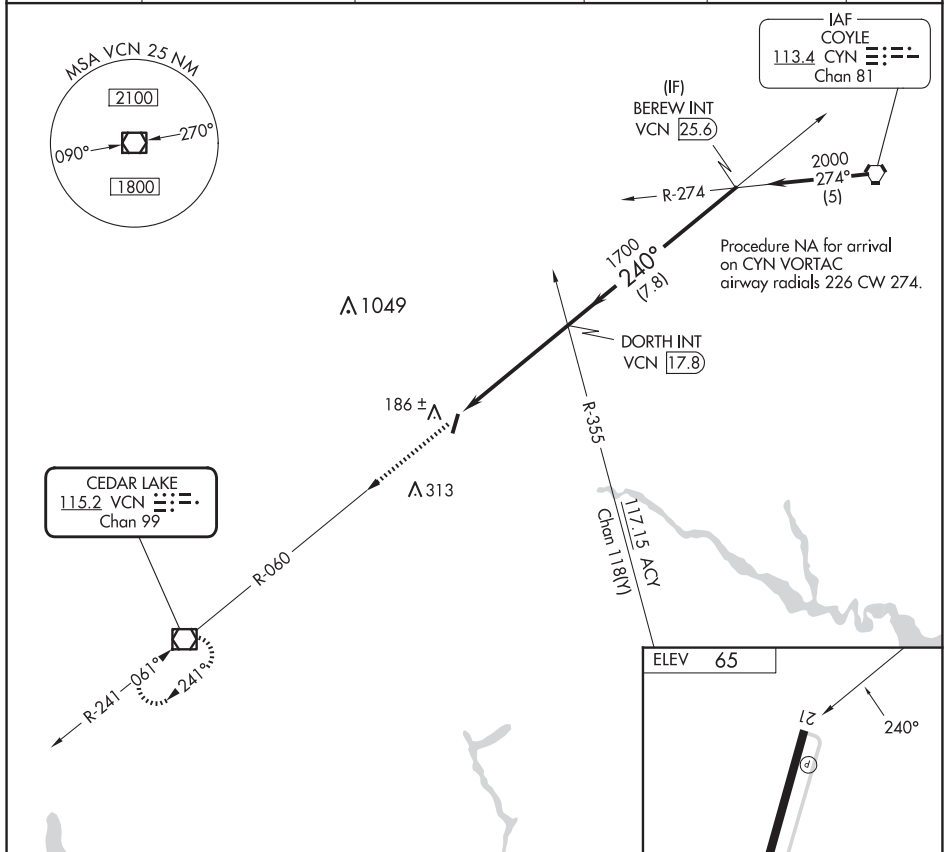 MSA VCN 25 NM
2100
090°
270°
1800
IAF
COYLE
113.4 CYN
Chan 81
(IF)
BEREW INT
VCN 25.6
R-274
2000
274°
(5)
1700
240°
(7.8)
Procedure NA for arrival
on CYN VORTAC
airway radials 226 CW 274.
1049
DORTH INT
VCN 17.8
186 ±
313
R-355
117.15 ACY
Chan 118(Y)
CEDAR LAKE
115.2 VCN
Chan 99
R-060
R-241
061°
241°
ELEV 65
21
240°
P